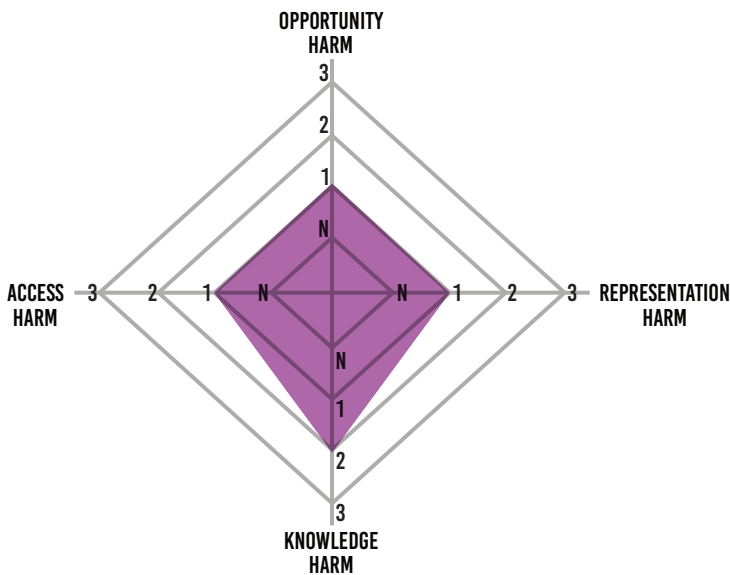 OPPORTUNITY
HARM
3
2
1
N
ACCESS
HARM
3 2 1 N N 1 2 3
REPRESENTATION
HARM
N
1
2
3
KNOWLEDGE
HARM